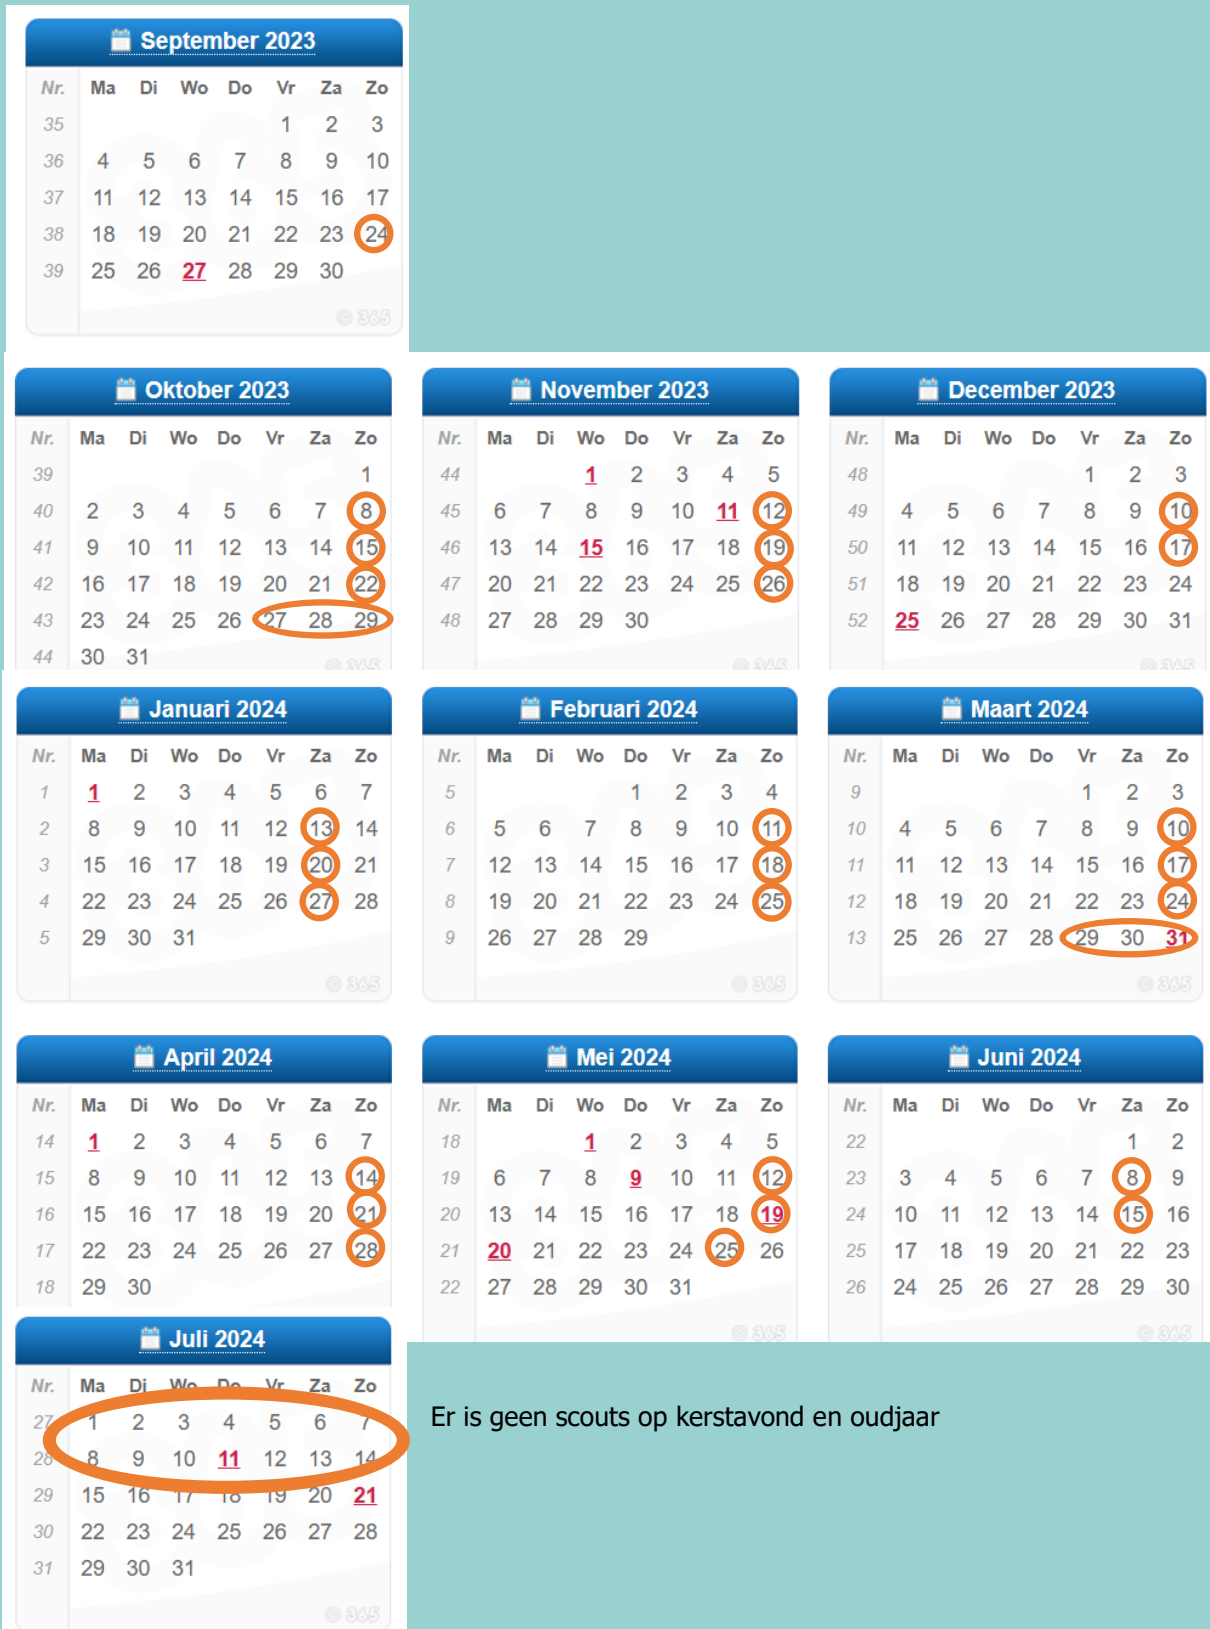 September 2023
Nr. Ma Di Wo Do Vr Za Zo
35 1 2 3
36 4 5 6 7 8 9 10
37 11 12 13 14 15 16 17
38 18 19 20 21 22 23 24
39 25 26 27 28 29 30
© 365
Oktober 2023
Nr. Ma Di Wo Do Vr Za Zo
39 1
40 2 3 4 5 6 7 8
41 9 10 11 12 13 14 15
42 16 17 18 19 20 21 22
43 23 24 25 26 27 28 29
44 30 31
© 365
November 2023
Nr. Ma Di Wo Do Vr Za Zo
44 1 2 3 4 5
45 6 7 8 9 10 11 12
46 13 14 15 16 17 18 19
47 20 21 22 23 24 25 26
48 27 28 29 30
© 365
December 2023
Nr. Ma Di Wo Do Vr Za Zo
48 1 2 3
49 4 5 6 7 8 9 10
50 11 12 13 14 15 16 17
51 18 19 20 21 22 23 24
52 25 26 27 28 29 30 31
© 365
Januari 2024
Nr. Ma Di Wo Do Vr Za Zo
1 1 2 3 4 5 6 7
2 8 9 10 11 12 13 14
3 15 16 17 18 19 20 21
4 22 23 24 25 26 27 28
5 29 30 31
© 365
Februari 2024
Nr. Ma Di Wo Do Vr Za Zo
5 1 2 3 4
6 5 6 7 8 9 10 11
7 12 13 14 15 16 17 18
8 19 20 21 22 23 24 25
9 26 27 28 29
© 365
Maart 2024
Nr. Ma Di Wo Do Vr Za Zo
9 1 2 3
10 4 5 6 7 8 9 10
11 11 12 13 14 15 16 17
12 18 19 20 21 22 23 24
13 25 26 27 28 29 30 31
© 365
April 2024
Nr. Ma Di Wo Do Vr Za Zo
14 1 2 3 4 5 6 7
15 8 9 10 11 12 13 14
16 15 16 17 18 19 20 21
17 22 23 24 25 26 27 28
18 29 30
Mei 2024
Nr. Ma Di Wo Do Vr Za Zo
18 1 2 3 4 5
19 6 7 8 9 10 11 12
20 13 14 15 16 17 18 19
21 20 21 22 23 24 25 26
22 27 28 29 30 31
© 365
Juni 2024
Nr. Ma Di Wo Do Vr Za Zo
22 1 2
23 3 4 5 6 7 8 9
24 10 11 12 13 14 15 16
25 17 18 19 20 21 22 23
26 24 25 26 27 28 29 30
© 365
Juli 2024
Nr. Ma Di Wo Do Vr Za Zo
27 1 2 3 4 5 6 7
28 8 9 10 11 12 13 14
29 15 16 17 18 19 20 21
30 22 23 24 25 26 27 28
31 29 30 31
© 365
Er is geen scouts op kerstavond en oudjaar